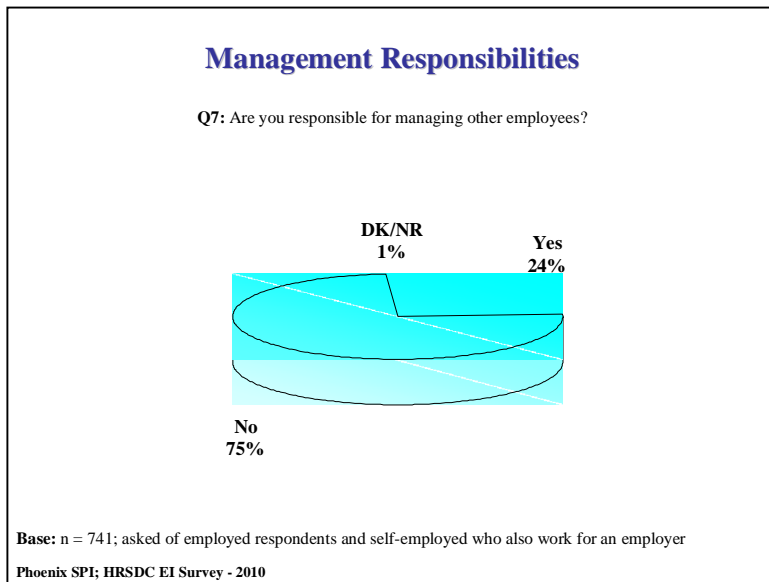 Management Responsibilities
Q7: Are you responsible for managing other employees?
DK/NR
1%
Yes
24%
No
75%
Base: n = 741; asked of employed respondents and self-employed who also work for an employer
Phoenix SPI; HRSDC EI Survey - 2010